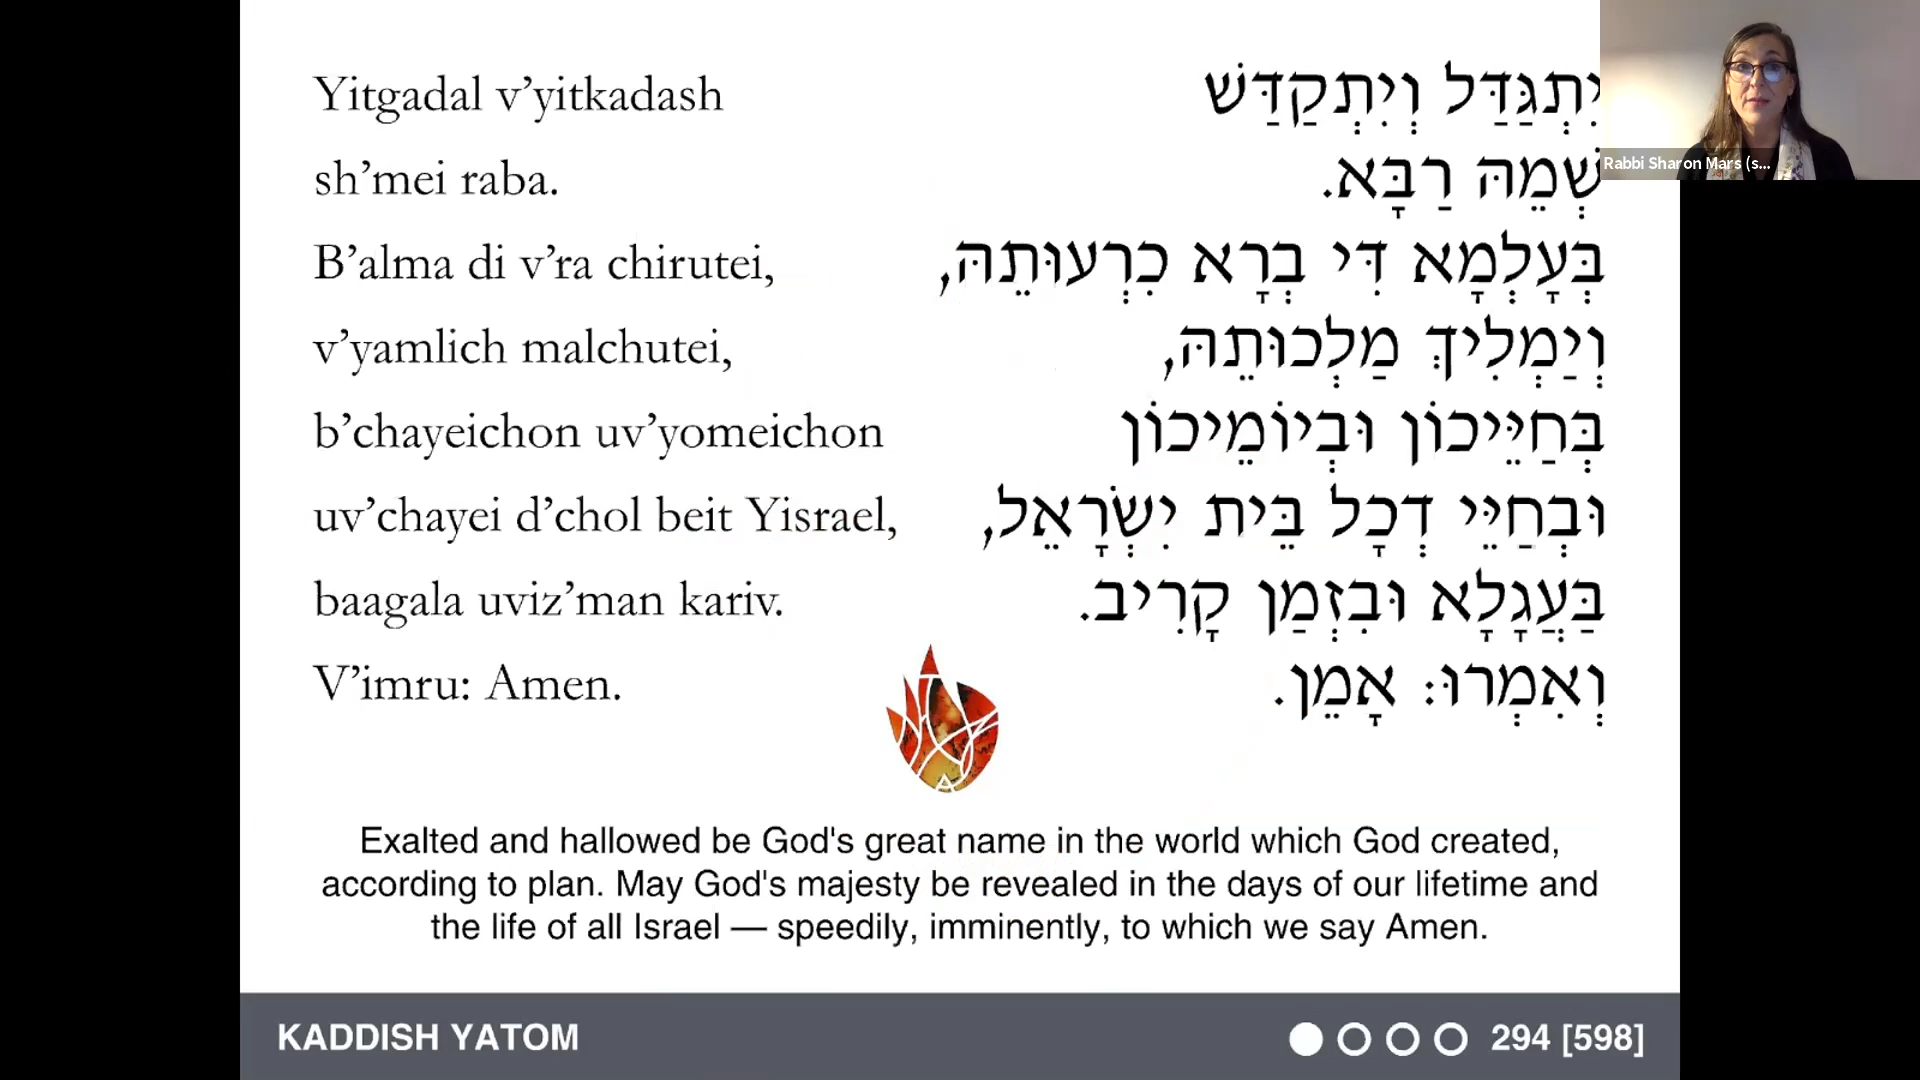 Yitgadal v’yitkadash
sh’mei raba.
B’alma di v’ra chirutei,
v’yamlich malchutei,
b’chayeichon uv’yomeichon
uv’chayei d’chol beit Yisrael,
baagala uviz’man kariv.
V’imru: Amen.
יִתְגַּדַּל וְיִתְקַדַּשׁ
שְׁמֵהּ רַבָּא.
בְּעָלְמָא דִּי בְרָא כִרְעוּתֵהּ,
וְיַמְלִיךְ מַלְכוּתֵהּ,
בְּחַיֵּיכוֹן וּבְיוֹמֵיכוֹן
וּבְחַיֵּי דְכָל בֵּית יִשְׂרָאֵל,
בַּעֲגָלָא וּבִזְמַן קָרִיב.
וְאִמְרוּ: אָמֵן.
Rabbi Sharon Mars (s...
Exalted and hallowed be God's great name in the world which God created,
according to plan. May God's majesty be revealed in the days of our lifetime and
the life of all Israel — speedily, imminently, to which we say Amen.
KADDISH YATOM
294 [598]